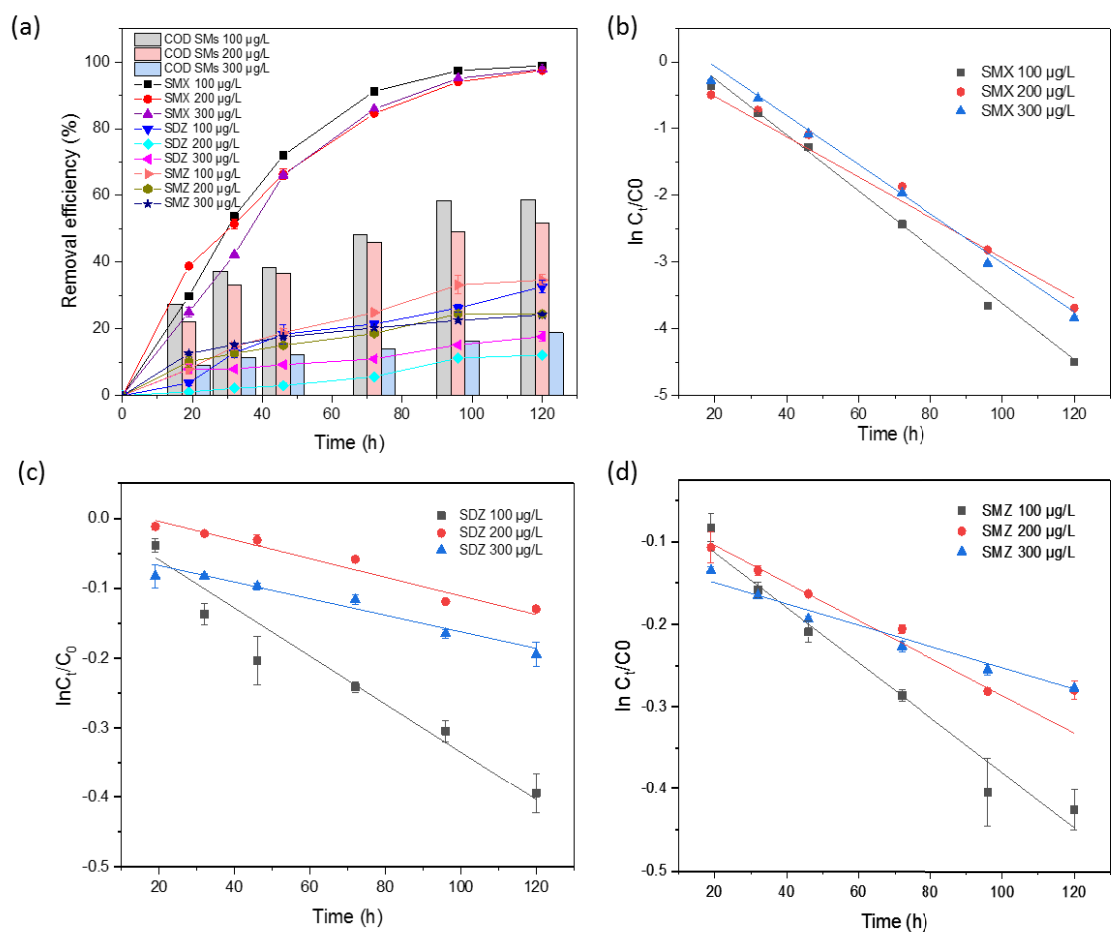 (a)
COD SMs 100 µg/L
COD SMs 200 µg/L
COD SMs 300 µg/L
SMX 100 µg/L
SMX 200 µg/L
SMX 300 µg/L
SDZ 100 µg/L
SDZ 200 µg/L
SDZ 300 µg/L
SMZ 100 µg/L
SMZ 200 µg/L
SMZ 300 µg/L
Removal efficiency (%)
100
80
60
40
20
0
0 20 40 60 80 100 120
Time (h)
(b)
SMX 100 µg/L
SMX 200 µg/L
SMX 300 µg/L
ln Ct/C0
0
-1
-2
-3
-4
-5
20 40 60 80 100 120
Time (h)
(c)
SDZ 100 µg/L
SDZ 200 µg/L
SDZ 300 µg/L
lnCt/C0
0.0
-0.1
-0.2
-0.3
-0.4
-0.5
20 40 60 80 100 120
Time (h)
(d)
SMZ 100 µg/L
SMZ 200 µg/L
SMZ 300 µg/L
ln Ct/C0
-0.1
-0.2
-0.3
-0.4
-0.5
20 40 60 80 100 120
Time (h)